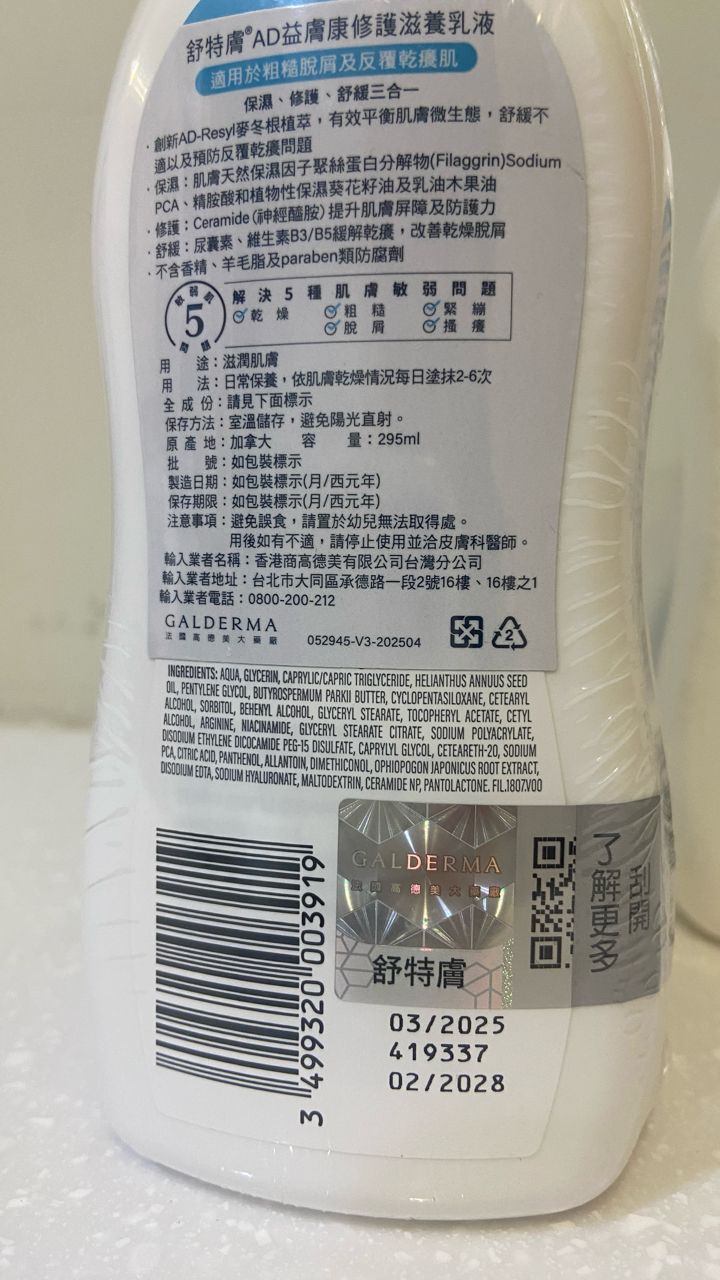 舒特膚®AD益膚康修護滋養乳液
適用於粗糙脫屑及反覆乾癢肌
保濕、修護、舒緩三合一
· 創新AD-Resyl麥冬根植萃，有效平衡肌膚微生態，舒緩不
適以及預防反覆乾癢問題
· 保濕：肌膚天然保濕因子聚絲蛋白分解物(Filaggrin)Sodium
PCA、精胺酸和植物性保濕葵花籽油及乳油木果油
· 修護：Ceramide(神經醯胺)提升肌膚屏障及防護力
· 舒緩：尿囊素、維生素B3/B5緩解乾癢，改善乾燥脫屑
· 不含香精、羊毛脂及paraben類防腐劑
敏弱肌
5
問題
解決5種肌膚敏弱問題
乾燥 粗糙 緊繃
脫屑 搔癢
用途：滋潤肌膚
用法：日常保養，依肌膚乾燥情況每日塗抹2-6次
全成份：請見下面標示
保存方法：室溫儲存，避免陽光直射。
原產地：加拿大 容量：295ml
批號：如包裝標示
製造日期：如包裝標示(月/西元年)
保存期限：如包裝標示(月/西元年)
注意事項：避免誤食，請置於幼兒無法取得處。
用後如有不適，請停止使用並洽皮膚科醫師。
輸入業者名稱：香港商高德美有限公司台灣分公司
輸入業者地址：台北市大同區承德路一段2號16樓、16樓之1
輸入業者電話：0800-200-212
GALDERMA
法國高德美大藥廠
052945-V3-202504
2
INGREDIENTS: AQUA, GLYCERIN, CAPRYLIC/CAPRIC TRIGLYCERIDE, HELIANTHUS ANNUUS SEED
OIL, PENTYLENE GLYCOL, BUTYROSPERMUM PARKII BUTTER, CYCLOPENTASILOXANE, CETEARYL
ALCOHOL, SORBITOL, BEHENYL ALCOHOL, GLYCERYL STEARATE, TOCOPHERYL ACETATE, CETYL
ALCOHOL, ARGININE, NIACINAMIDE, GLYCERYL STEARATE CITRATE, SODIUM POLYACRYLATE,
DISODIUM ETHYLENE DICOCAMIDE PEG-15 DISULFATE, CAPRYLYL GLYCOL, CETEARETH-20, SODIUM
PCA, CITRIC ACID, PANTHENOL, ALLANTOIN, DIMETHICONOL, OPHIOPOGON JAPONICUS ROOT EXTRACT,
DISODIUM EDTA, SODIUM HYALURONATE, MALTODEXTRIN, CERAMIDE NP, PANTOLACTONE. FIL.1807.V00
3 499320 003919
GALDERMA
法國高德美大藥廠
舒特膚
刮開
了解更多
03/2025
419337
02/2028